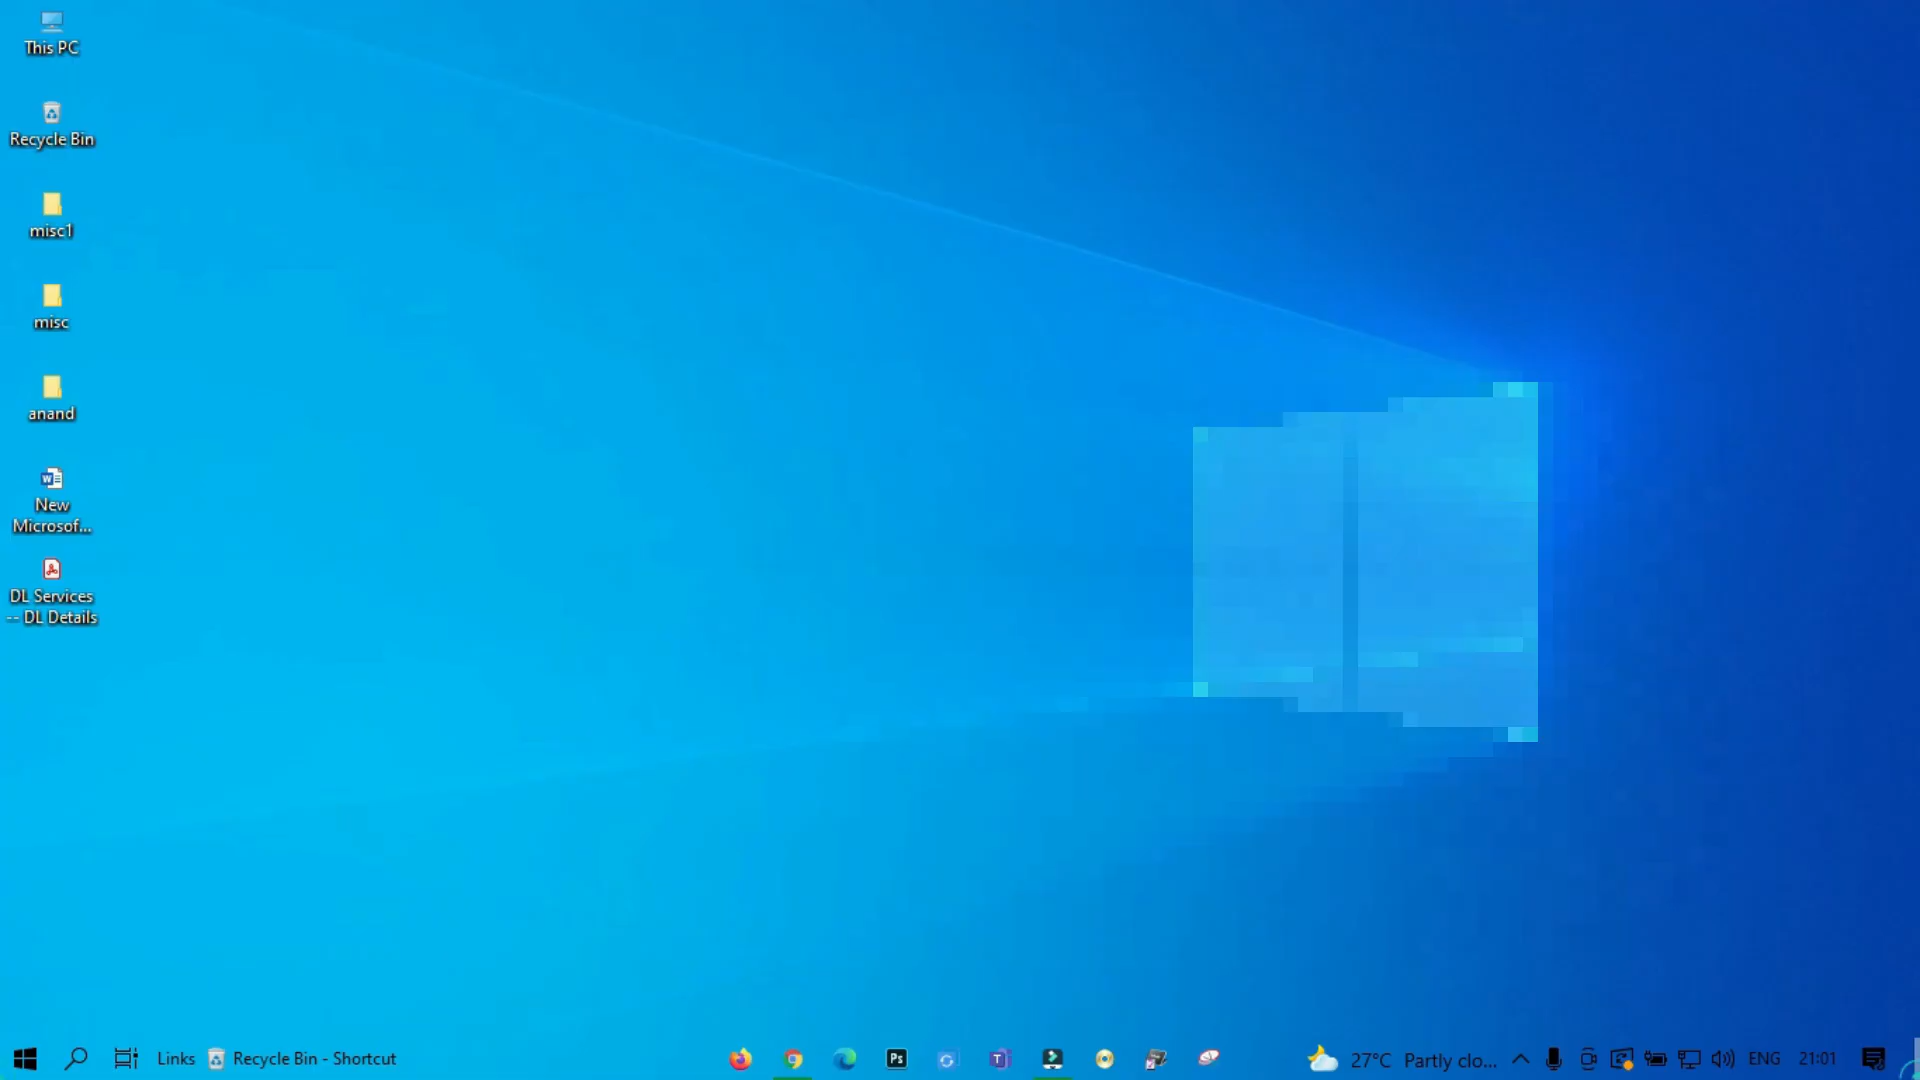 This PC
Recycle Bin
misc1
misc
anand
New
Microsof...
DL Services
-- DL Details
Links
Recycle Bin - Shortcut
Ps
27°C Partly clo...
ENG
21:01